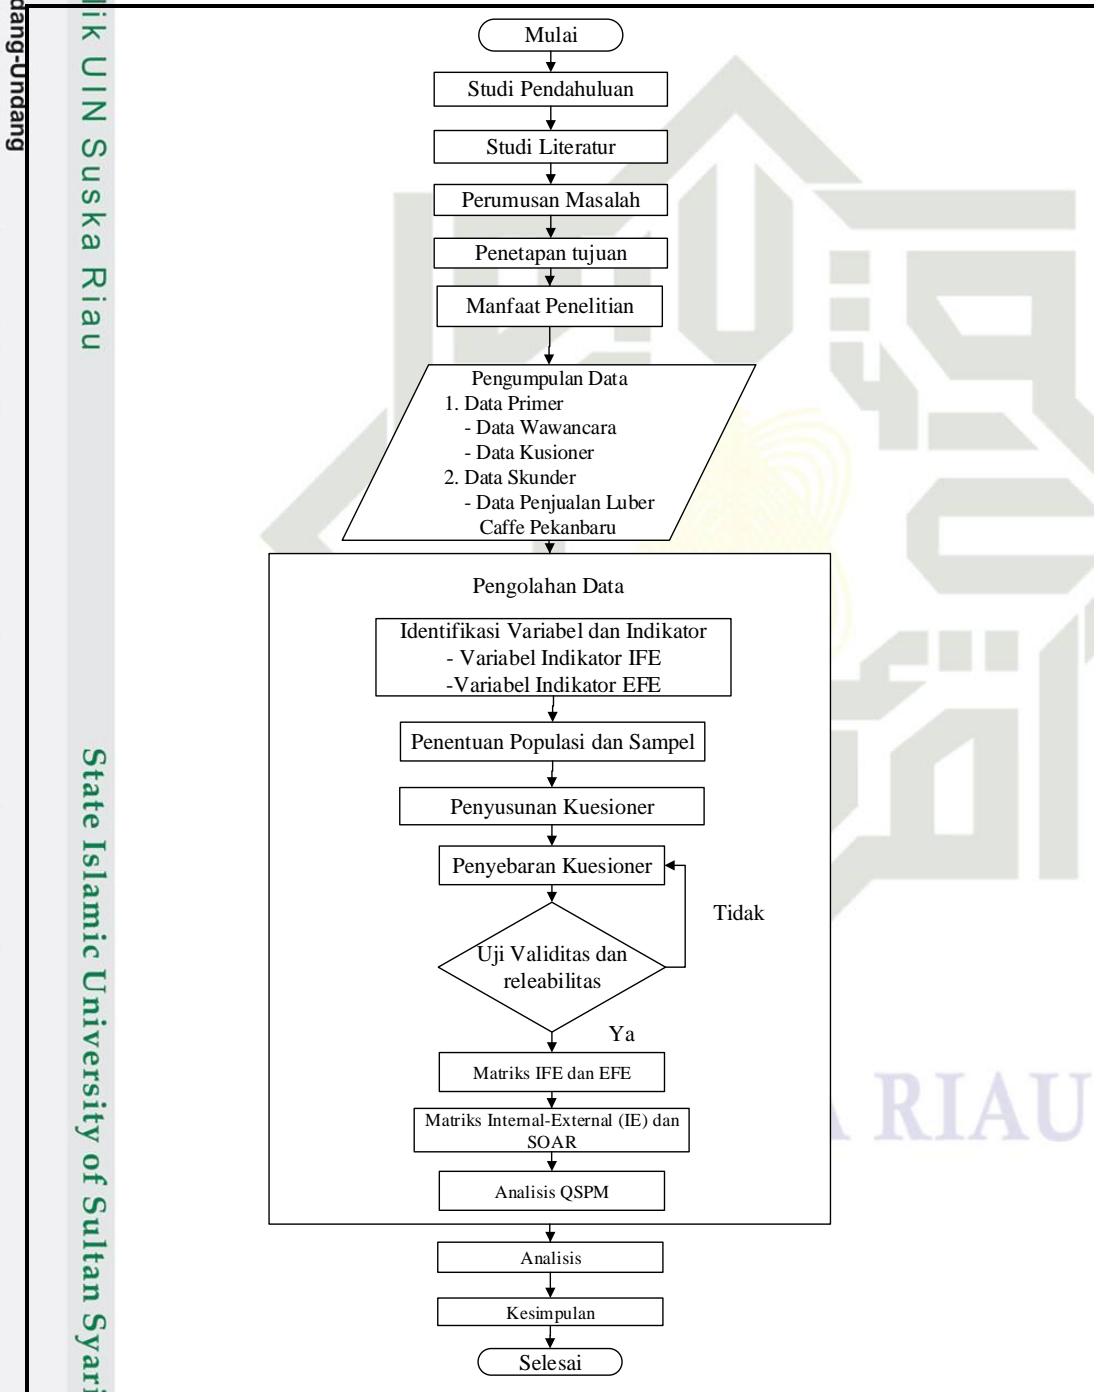 dang-Undang
lik UIN Suska Riau
State Islamic University of Sultan Syari
Mulai
Studi Pendahuluan
Studi Literatur
Perumusan Masalah
Penetapan tujuan
Manfaat Penelitian
Pengumpulan Data
1. Data Primer
- Data Wawancara
- Data Kusioner
2. Data Skunder
- Data Penjualan Luber
Caffe Pekanbaru
Pengolahan Data
Identifikasi Variabel dan Indikator
- Variabel Indikator IFE
-Variabel Indikator EFE
Penentuan Populasi dan Sampel
Penyusunan Kuesioner
Penyebaran Kuesioner
Tidak
Uji Validitas dan
releabilitas
Ya
Matriks IFE dan EFE
Matriks Internal-External (IE) dan
SOAR
Analisis QSPM
Analisis
Kesimpulan
Selesai
A RIAU